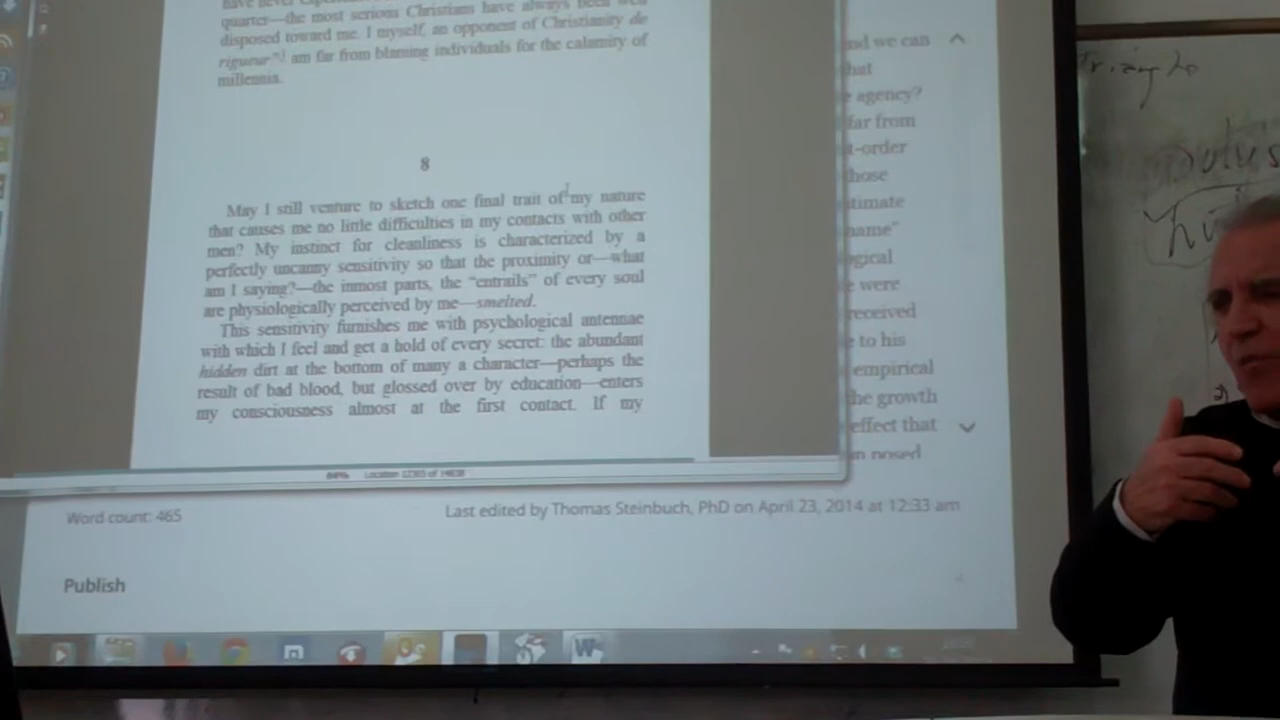 quarter—the most serious Christians have always been well
disposed toward me. I myself, an opponent of Christianity de
rigueur am far from blaming individuals for the calamity of
millennia.
8
May I still venture to sketch one final trait of my nature
that causes me no little difficulties in my contacts with other
men? My instinct for cleanliness is characterized by a
perfectly uncanny sensitivity so that the proximity or—what
am I saying?—the inmost parts, the “entrails” of every soul
are physiologically perceived by me—smelled.
This sensitivity furnishes me with psychological antennae
with which I feel and get a hold of every secret: the abundant
hidden dirt at the bottom of many a character—perhaps the
result of bad blood, but glossed over by education—enters
my consciousness almost at the first contact. If my
and we can
that
agency?
far from
t-order
those
timate
name”
ogical
were
received
to his
empirical
the growth
effect that
Word count: 465
Last edited by Thomas Steinbuch, PhD on April 23, 2014 at 12:33 am
Publish
W